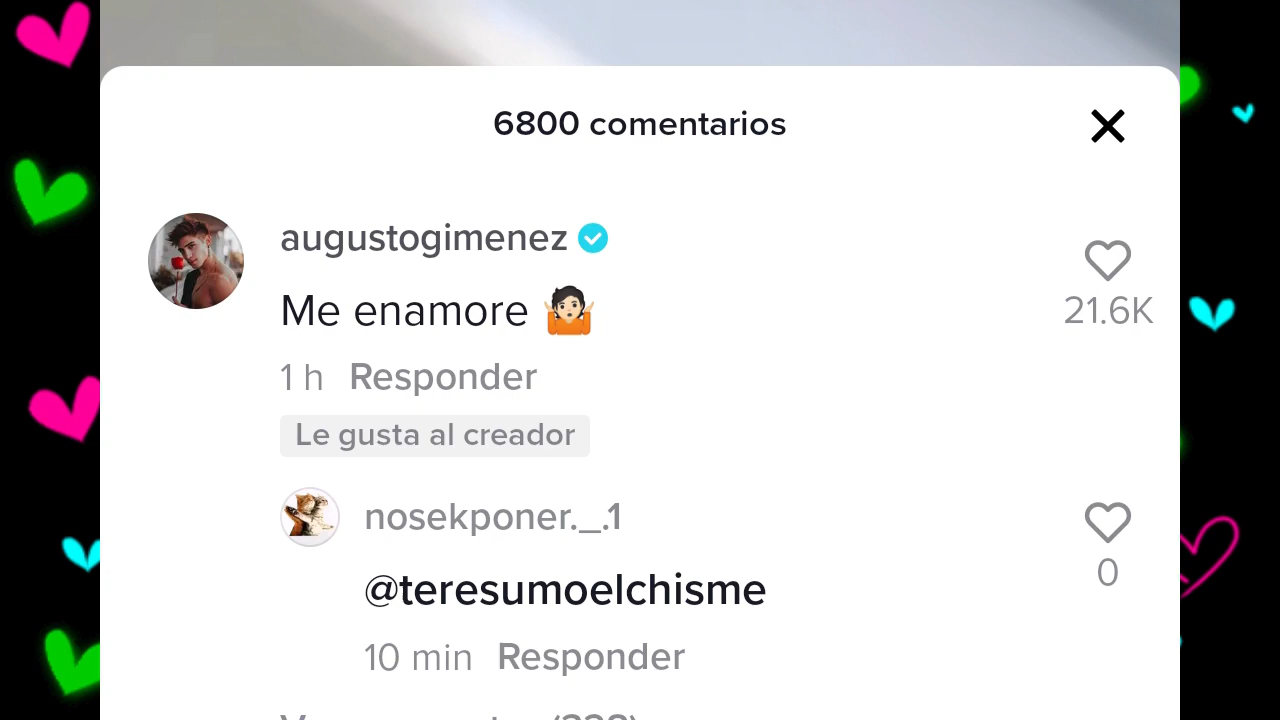 6800 comentarios
augustogimenez
Me enamore 🤷🏻
21.6K
1 h Responder
Le gusta al creador
nosekponer._.1
0
@teresumoelchisme
10 min Responder